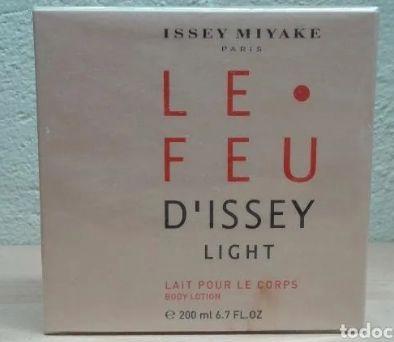 ISSEY MIYAKE
PARIS
LE •
FEU
D'ISSEY
LIGHT
LAIT POUR LE CORPS
BODY LOTION
℮ 200 ml 6.7 FL.OZ
todoc